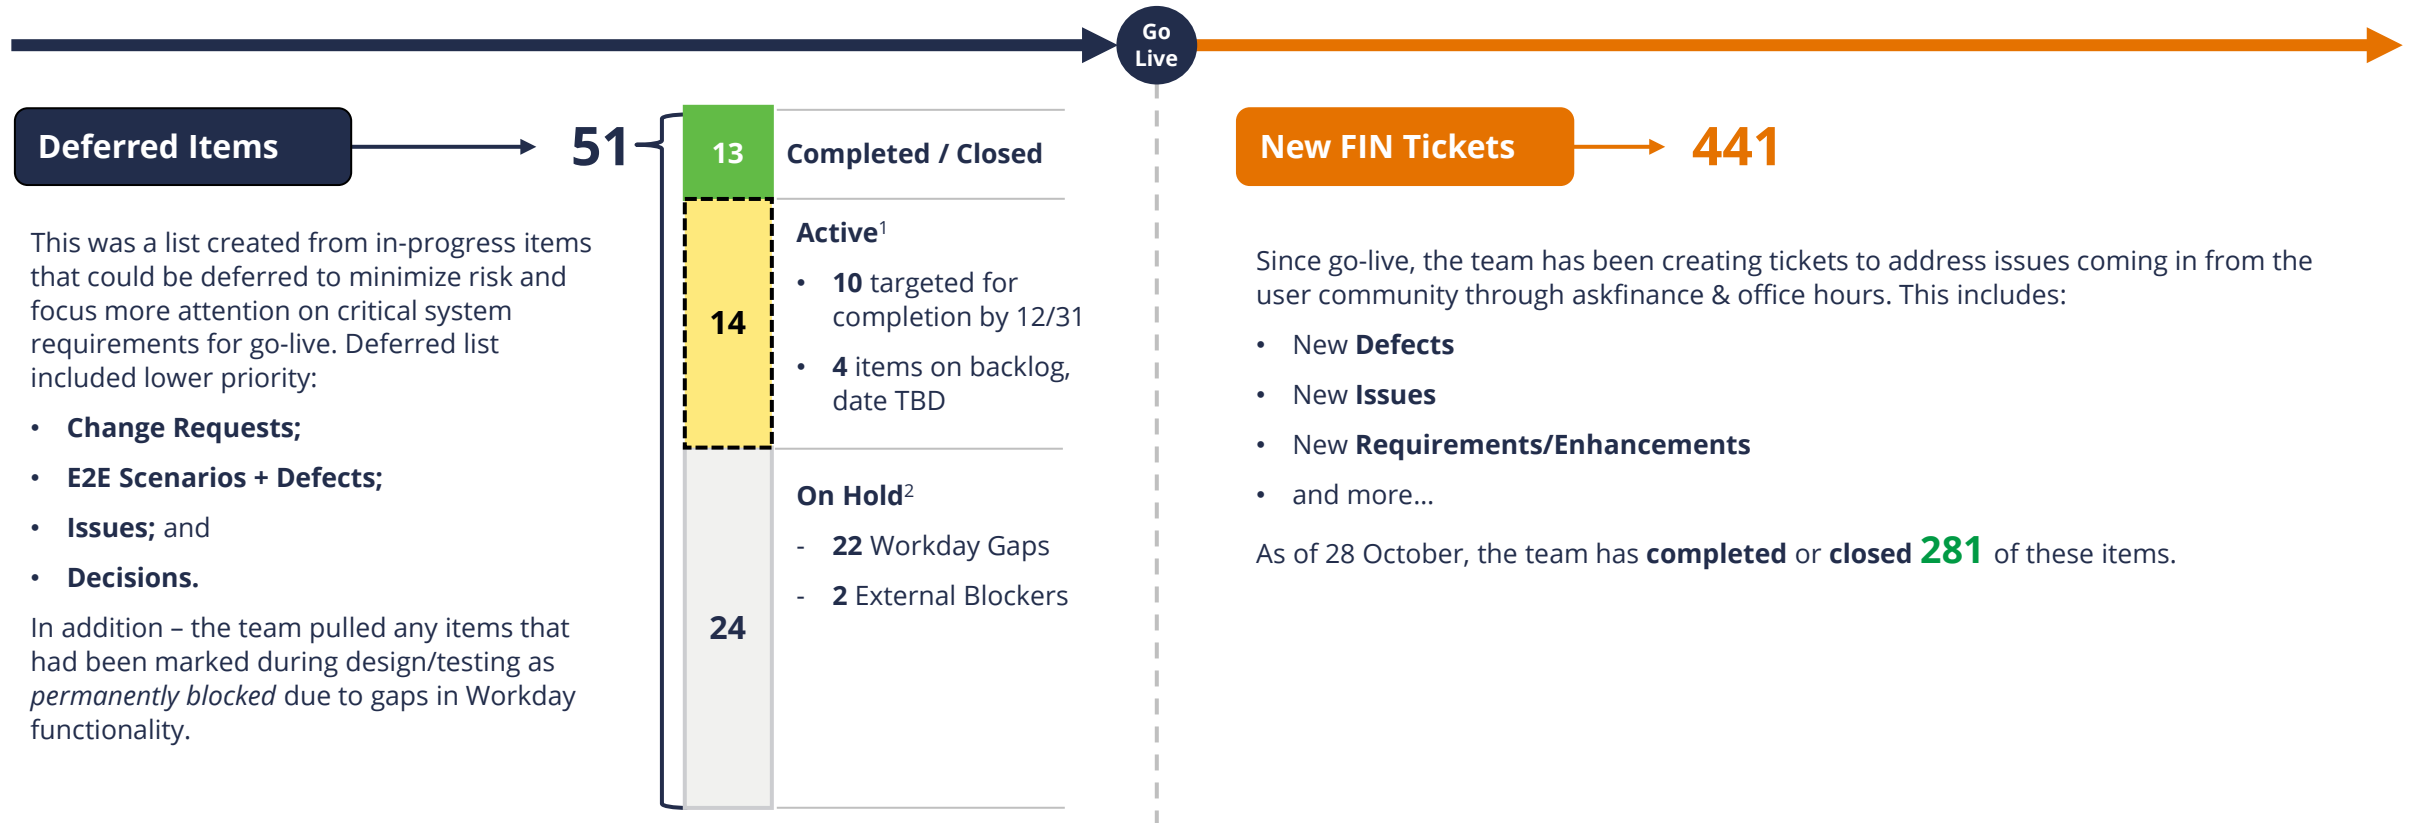 Go
Live
Deferred Items
51
This was a list created from in-progress items
that could be deferred to minimize risk and
focus more attention on critical system
requirements for go-live. Deferred list
included lower priority:
• Change Requests;
• E2E Scenarios + Defects;
• Issues; and
• Decisions.
In addition – the team pulled any items that
had been marked during design/testing as
permanently blocked due to gaps in Workday
functionality.
13
Completed / Closed
14
Active¹
• 10 targeted for
completion by 12/31
• 4 items on backlog,
date TBD
24
On Hold²
- 22 Workday Gaps
- 2 External Blockers
New FIN Tickets
441
Since go-live, the team has been creating tickets to address issues coming in from the
user community through askfinance & office hours. This includes:
• New Defects
• New Issues
• New Requirements/Enhancements
• and more...
As of 28 October, the team has completed or closed 281 of these items.